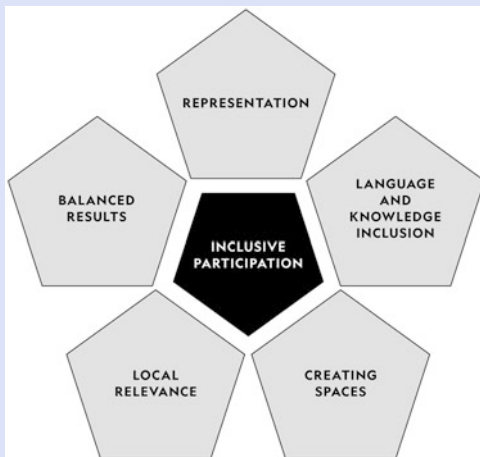 REPRESENTATION
LANGUAGE
AND
KNOWLEDGE
INCLUSION
BALANCED
RESULTS
INCLUSIVE
PARTICIPATION
LOCAL
RELEVANCE
CREATING
SPACES